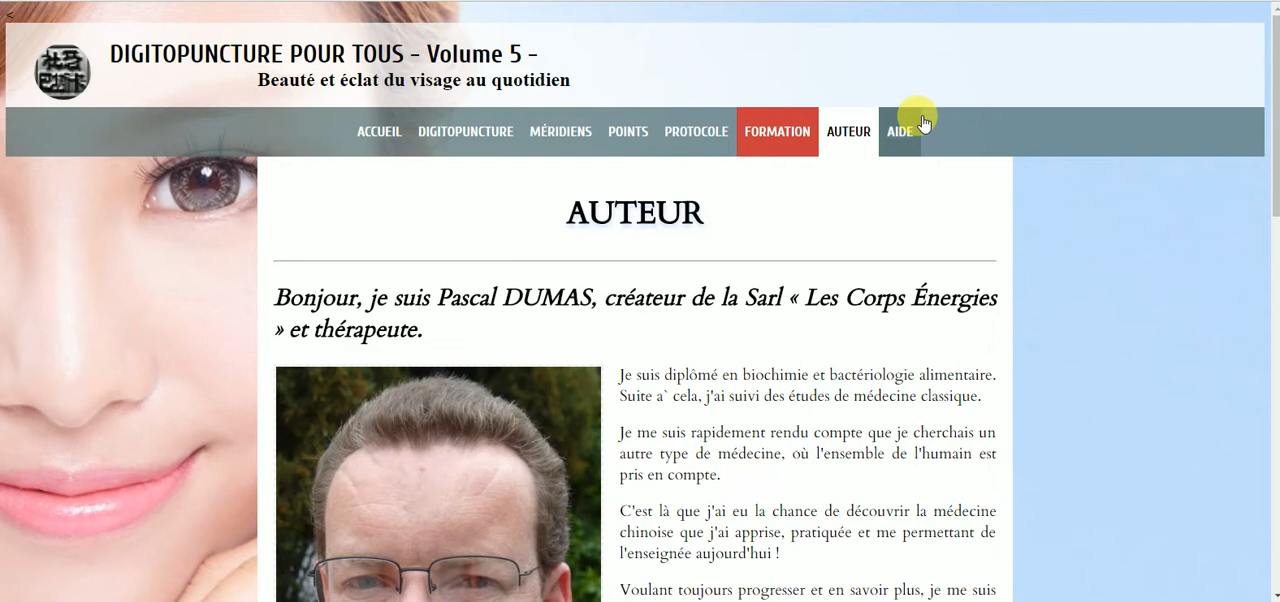 <
DIGITOPUNCTURE POUR TOUS - Volume 5 -
Beauté et éclat du visage au quotidien
ACCUEIL DIGITOPUNCTURE MÉRIDIENS POINTS PROTOCOLE FORMATION AUTEUR AIDE
AUTEUR
Bonjour, je suis Pascal DUMAS, créateur de la Sarl « Les Corps Énergies
» et thérapeute.
Je suis diplômé en biochimie et bactériologie alimentaire.
Suite a` cela, j'ai suivi des études de médecine classique.
Je me suis rapidement rendu compte que je cherchais un
autre type de médecine, où l'ensemble de l'humain est
pris en compte.
C'est là que j'ai eu la chance de découvrir la médecine
chinoise que j'ai apprise, pratiquée et me permettant de
l'enseignée aujourd'hui !
Voulant toujours progresser et en savoir plus, je me suis